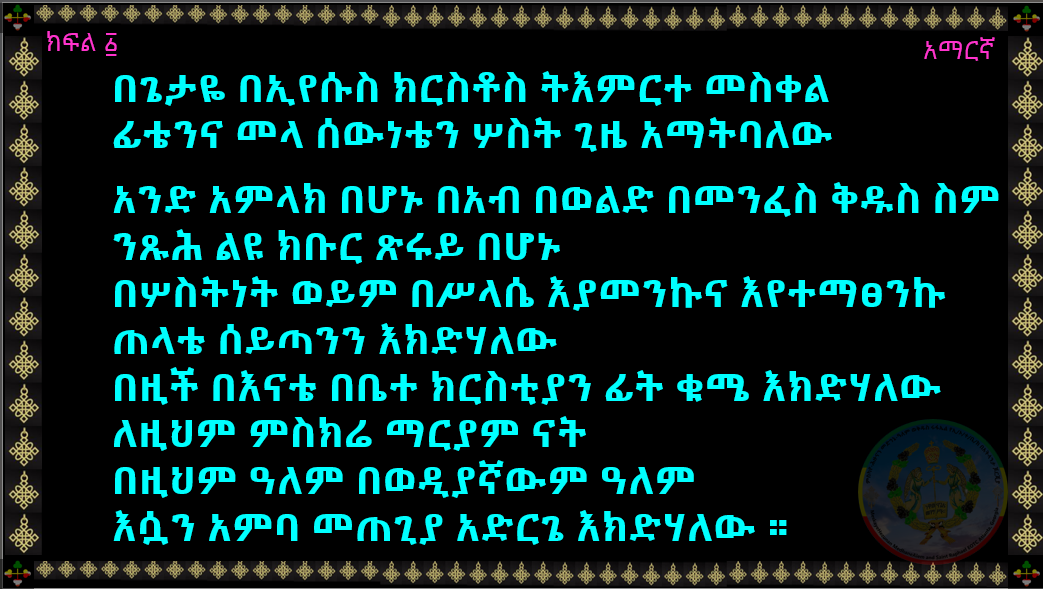 ክፍል ፩
አማርኛ
በጌታዬ በኢየሱስ ክርስቶስ ትእምርተ መስቀል
ፊቴንና መላ ሰውነቴን ሦስት ጊዜ አማትባለው
አንድ አምላክ በሆኑ በአብ በወልድ በመንፈስ ቅዱስ ስም
ንጹሕ ልዩ ክቡር ጽሩይ በሆኑ
በሦስትነት ወይም በሥላሴ እያመንኩና እየተማፀንኩ
ጠላቴ ሰይጣንን እክድሃለው
በዚች በእናቴ በቤተ ክርስቲያን ፊት ቁሜ እክድሃለው
ለዚህም ምስክሬ ማርያም ናት
በዚህም ዓለም በወዲያኛውም ዓለም
እሷን አምባ መጠጊያ አድርጌ እክድሃለው ።